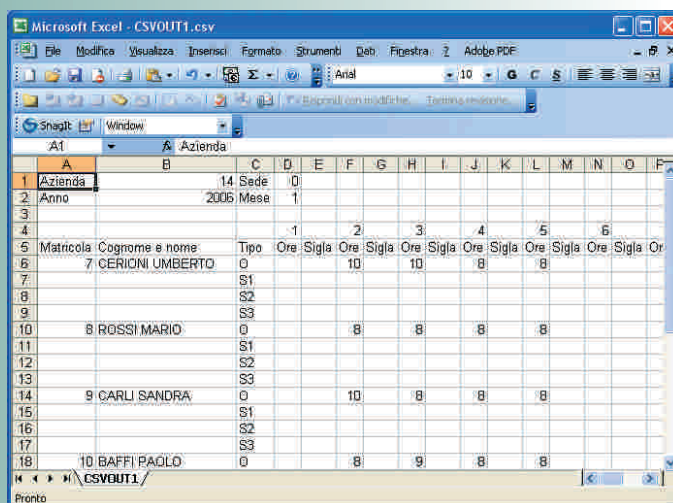 Microsoft Excel - CSVOUT1.csv
File Modifica Visualizza Inserisci Formato Strumenti Dati Finestra ? Adobe PDF
Arial 10 G C S
Rispondi con modifiche... Termina revisione...
SnagIt Window
A1 Azienda
A B C D E F G H I J K L M N O P
1 Azienda 14 Sede 0
2 Anno 2006 Mese 1
3
4 1 2 3 4 5 6
5 Matricola Cognome e nome Tipo Ore Sigla Ore Sigla Ore Sigla Ore Sigla Ore Sigla Ore Sigla Or
6 7 CERIONI UMBERTO O 10 10 8 8
7 S1
8 S2
9 S3
10 8 ROSSI MARIO O 8 8 8 8
11 S1
12 S2
13 S3
14 9 CARLI SANDRA O 10 8 8 8
15 S1
16 S2
17 S3
18 10 BAFFI PAOLO O 8 9 8 8
CSVOUT1
Pronto